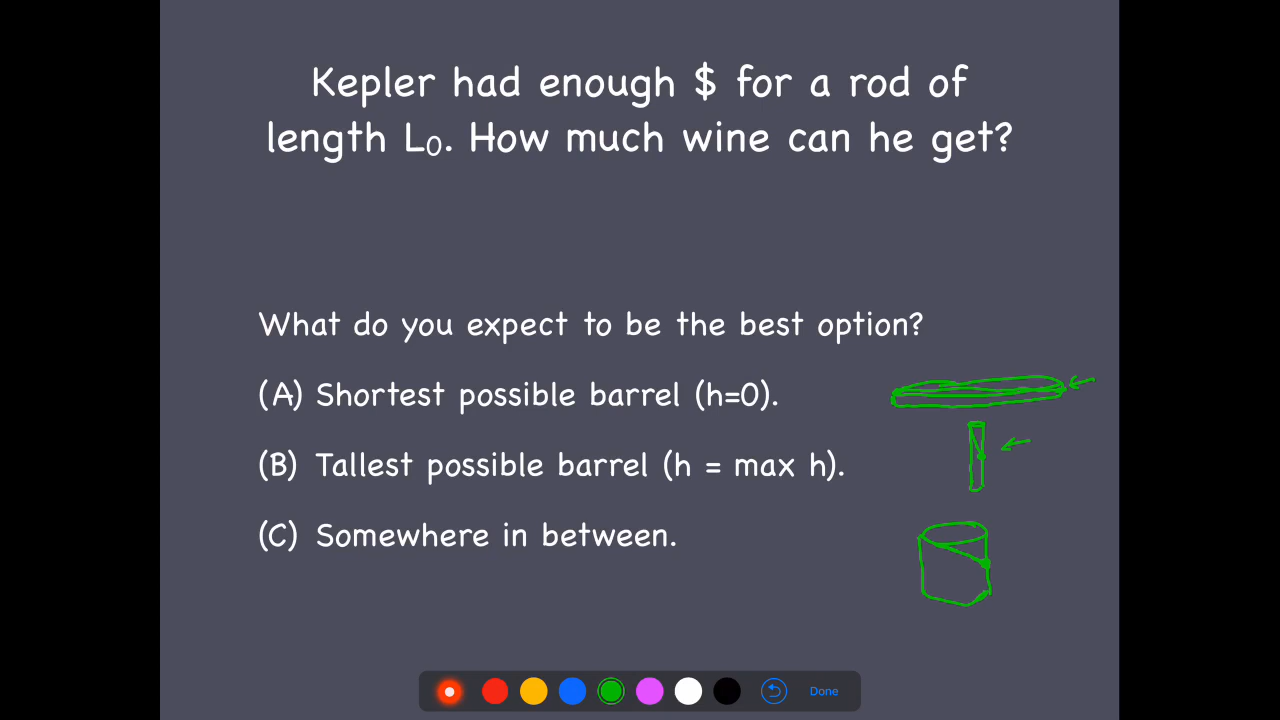 Kepler had enough $ for a rod of
length L₀. How much wine can he get?
What do you expect to be the best option?
(A) Shortest possible barrel (h=0).
(B) Tallest possible barrel (h = max h).
(C) Somewhere in between.
Done